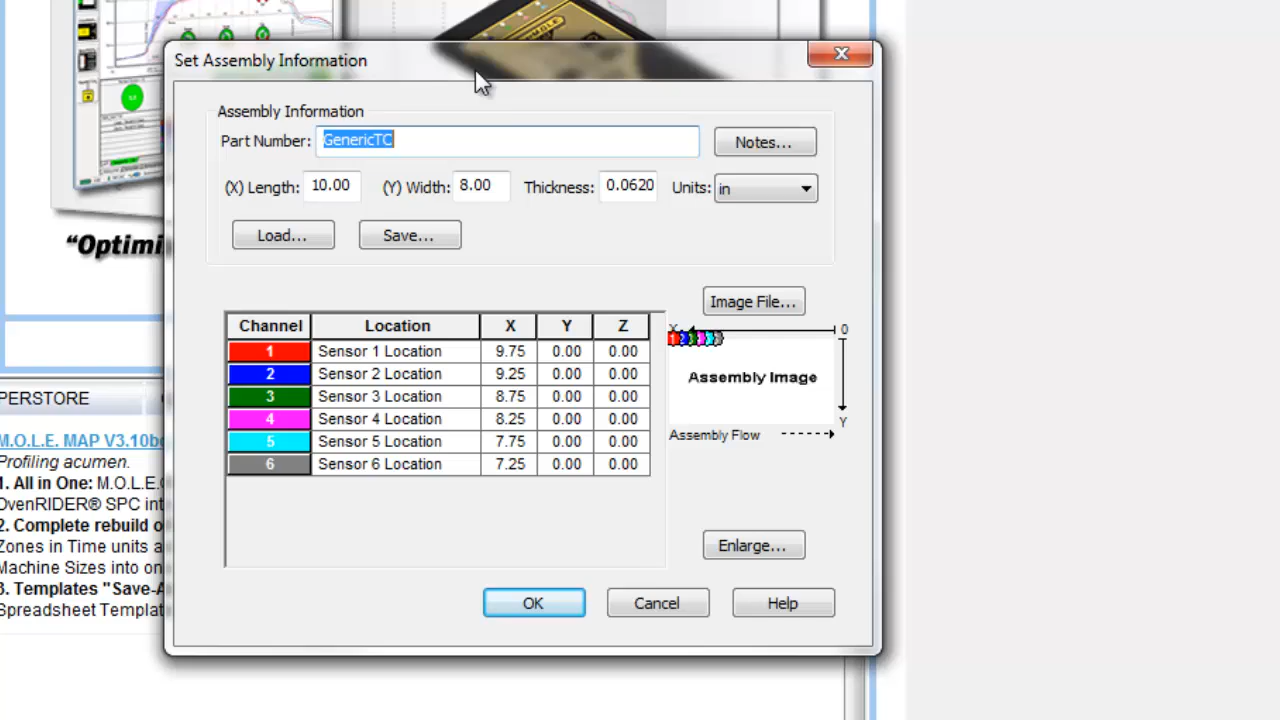 Set Assembly Information
Assembly Information
Part Number: GenericTC Notes...
(X) Length: 10.00 (Y) Width: 8.00 Thickness: 0.0620 Units: in
Load... Save...
Image File...
Channel Location X Y Z
1 Sensor 1 Location 9.75 0.00 0.00
2 Sensor 2 Location 9.25 0.00 0.00
3 Sensor 3 Location 8.75 0.00 0.00
4 Sensor 4 Location 8.25 0.00 0.00
5 Sensor 5 Location 7.75 0.00 0.00
6 Sensor 6 Location 7.25 0.00 0.00
X 0
Assembly Image
Y
Assembly Flow
Enlarge...
OK Cancel Help
“Optimi
PERSTORE
M.O.L.E. MAP V3.10b
Profiling acumen.
1. All in One: M.O.L.E.
OvenRIDER® SPC int
2. Complete rebuild o
Zones in Time units a
Machine Sizes into on
3. Templates "Save-A
Spreadsheet Templat